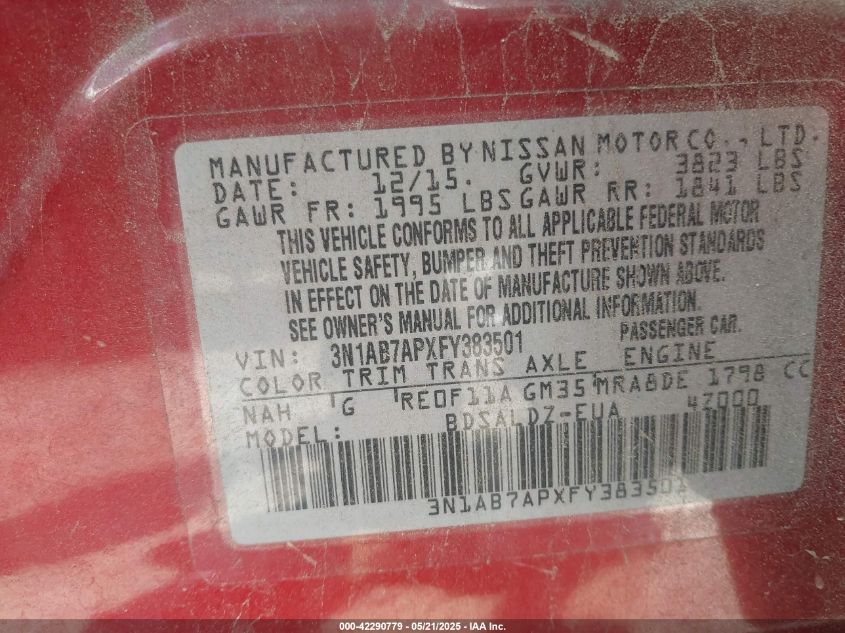 MANUFACTURED BY NISSAN MOTOR CO., LTD.
DATE: 12/15. GVWR: 3823 LBS
GAWR FR: 1995 LBS GAWR RR: 1841 LBS
THIS VEHICLE CONFORMS TO ALL APPLICABLE FEDERAL MOTOR
VEHICLE SAFETY, BUMPER AND THEFT PREVENTION STANDARDS
IN EFFECT ON THE DATE OF MANUFACTURE SHOWN ABOVE.
SEE OWNER'S MANUAL FOR ADDITIONAL INFORMATION.
VIN: 3N1AB7APXFY383501 PASSENGER CAR.
COLOR TRIM TRANS AXLE ENGINE
NAH G RE0F11A GM35 MRA8DE 1798 CC
MODEL: BDSALDZ-EUA 4Z000
3N1AB7APXFY383501
000-42290779 - 05/21/2025 - IAA Inc.